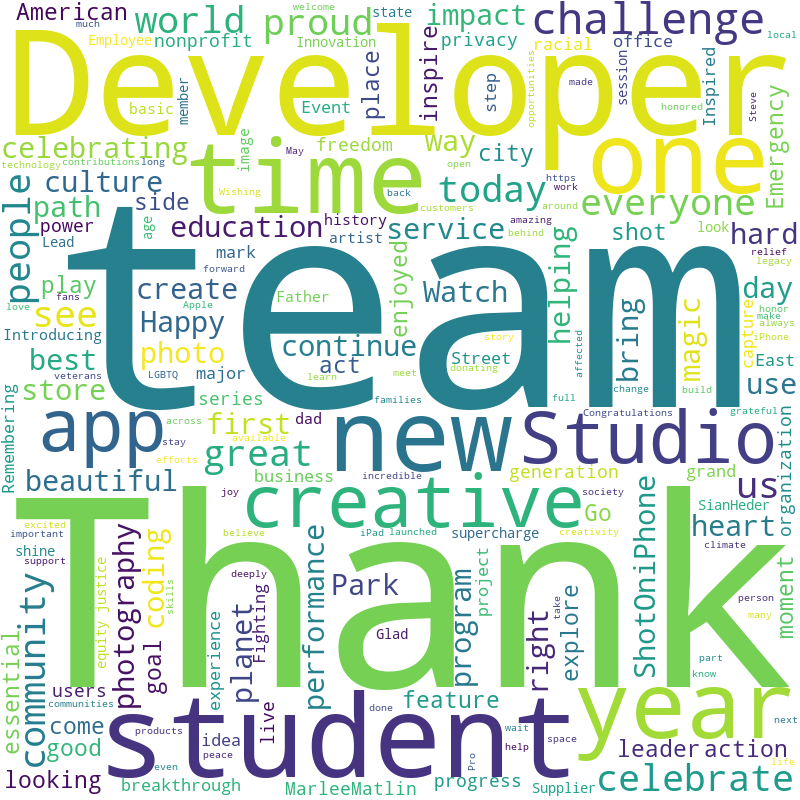 American
much
world
proud
welcome
impact
state
challenge
local
Employee
nonprofit
Innovation
privacy
racial
office
Developer
basic
member
Event
place
inspire
step
opportunities
session
made
Inspired
honored
Steve
Emergency
celebrating
time
image
May
freedom
way
city
one
technology
contributions
long
culture
Wishing
open
today
https
work
everyone
people
path
side
back
customers
around
power
age
education
history
amazing
service
shot
look
hard
Lead
mark
artist
enjoyed
behind
helping
relief
legacy
fans
forward
team
play
create
Father
Watch
day
love
Apple
see
Introducing
Happy
story
bring
magic
honor
make
always
iPhone
capture
best
photo
continue
Street
affected
East
veterans
LGBTQ
major
act
learn
meet
donating
change
build
use
store
series
dad
families
full
Congratulations
grateful
Remembering
app
across
stay
first
new
Studio
organization
great
available
efforts
beautiful
business
incredible
generation
grand
us
excited
joy
creative
society
Go
SianHeder
heart
important
believe
iPad
launched
supercharge
creativity
ShotOniPhone
climate
shine
support
Thank
coding
photography
equity
justice
skills
deeply
Fighting
performance
Park
project
program
take
explore
person
many
moment
community
essential
goal
experience
planet
Glad
right
part
know
users
communities
live
feature
year
next
come
products
idea
student
done
wait
space
leader
action
good
even
peace
help
Pro
life
looking
breakthrough
MarleeMatlin
progress
Supplier
celebrate